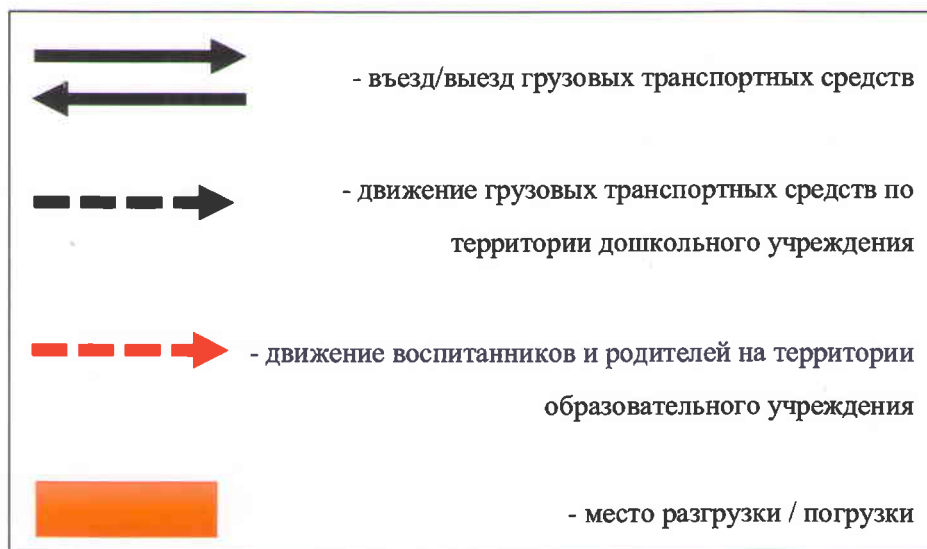 - въезд/выезд грузовых транспортных средств
- движение грузовых транспортных средств по
территории дошкольного учреждения
- движение воспитанников и родителей на территории
образовательного учреждения
- место разгрузки / погрузки